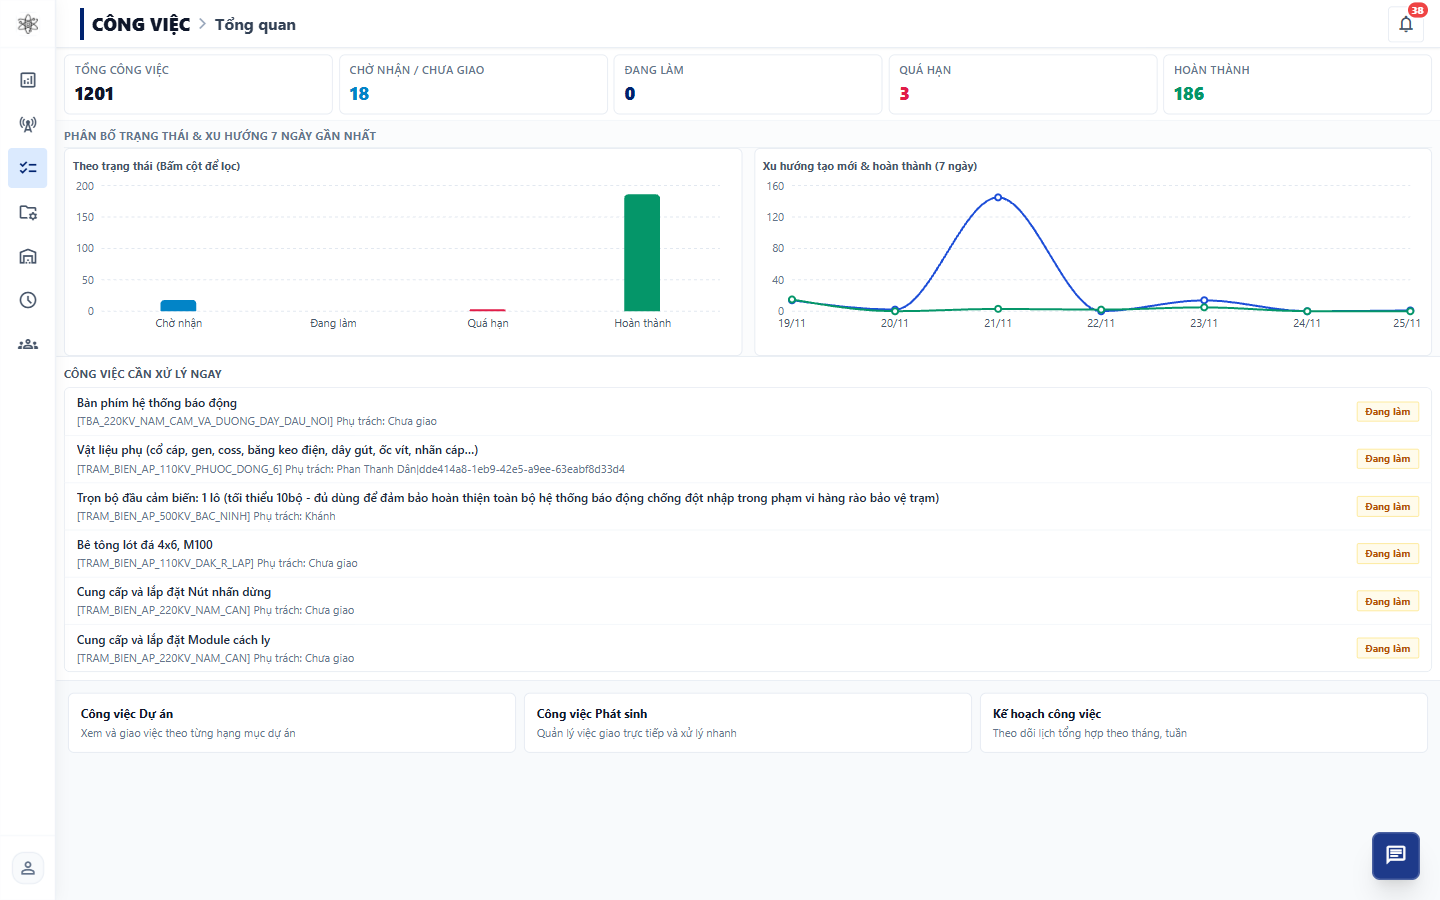 CÔNG VIỆC > Tổng quan
38
TỔNG CÔNG VIỆC
1201
CHỜ NHẬN / CHƯA GIAO
18
ĐANG LÀM
0
QUÁ HẠN
3
HOÀN THÀNH
186
PHÂN BỐ TRẠNG THÁI & XU HƯỚNG 7 NGÀY GẦN NHẤT
Theo trạng thái (Bấm cột để lọc)
200
150
100
50
0
Chờ nhận Đang làm Quá hạn Hoàn thành
Xu hướng tạo mới & hoàn thành (7 ngày)
160
120
80
40
0
19/11 20/11 21/11 22/11 23/11 24/11 25/11
CÔNG VIỆC CẦN XỬ LÝ NGAY
Bàn phím hệ thống báo động
[TBA_220KV_NAM_CAM_VA_DUONG_DAY_DAU_NOI] Phụ trách: Chưa giao
Đang làm
Vật liệu phụ (cổ cáp, gen, coss, băng keo điện, dây gút, ốc vít, nhãn cáp...)
[TRAM_BIEN_AP_110KV_PHUOC_DONG_6] Phụ trách: Phan Thanh Dân|dde414a8-1eb9-42e5-a9ee-63eabf8d33d4
Đang làm
Trọn bộ đầu cảm biến: 1 lô (tối thiểu 10bộ - đủ dùng để đảm bảo hoàn thiện toàn bộ hệ thống báo động chống đột nhập trong phạm vi hàng rào bảo vệ trạm)
[TRAM_BIEN_AP_500KV_BAC_NINH] Phụ trách: Khánh
Đang làm
Bê tông lót đá 4x6, M100
[TRAM_BIEN_AP_110KV_DAK_R_LAP] Phụ trách: Chưa giao
Đang làm
Cung cấp và lắp đặt Nút nhấn dừng
[TRAM_BIEN_AP_220KV_NAM_CAN] Phụ trách: Chưa giao
Đang làm
Cung cấp và lắp đặt Module cách ly
[TRAM_BIEN_AP_220KV_NAM_CAN] Phụ trách: Chưa giao
Đang làm
Công việc Dự án
Xem và giao việc theo từng hạng mục dự án
Công việc Phát sinh
Quản lý việc giao trực tiếp và xử lý nhanh
Kế hoạch công việc
Theo dõi lịch tổng hợp theo tháng, tuần